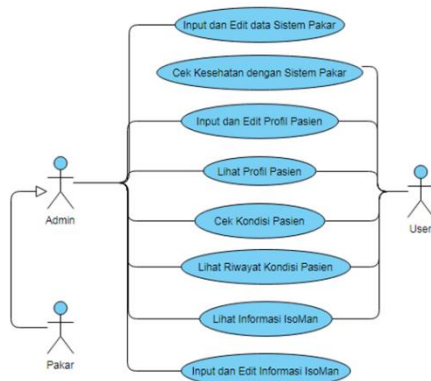 Input dan Edit data Sistem Pakar
Cek Kesehatan dengan Sistem Pakar
Input dan Edit Profil Pasien
Lihat Profil Pasien
Admin
User
Cek Kondisi Pasien
Lihat Riwayat Kondisi Pasien
Lihat Informasi IsoMan
Pakar
Input dan Edit Informasi IsoMan